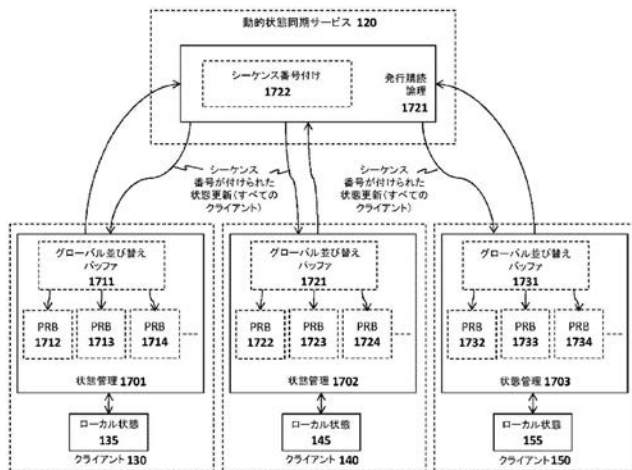 動的状態同期サービス 120
シーケンス番号付け
1722
発行購読
論理
1721
シーケンス
番号が付けられた
状態更新(すべての
クライアント)
シーケンス
番号が付けられた
状態更新(すべての
クライアント)
グローバル並び替え
バッファ
1711
PRB
1712
PRB
1713
PRB
1714
状態管理 1701
ローカル状態
135
クライアント 130
グローバル並び替え
バッファ
1721
PRB
1722
PRB
1723
PRB
1724
状態管理 1702
ローカル状態
145
クライアント 140
グローバル並び替え
バッファ
1731
PRB
1732
PRB
1733
PRB
1734
状態管理 1703
ローカル状態
155
クライアント 150